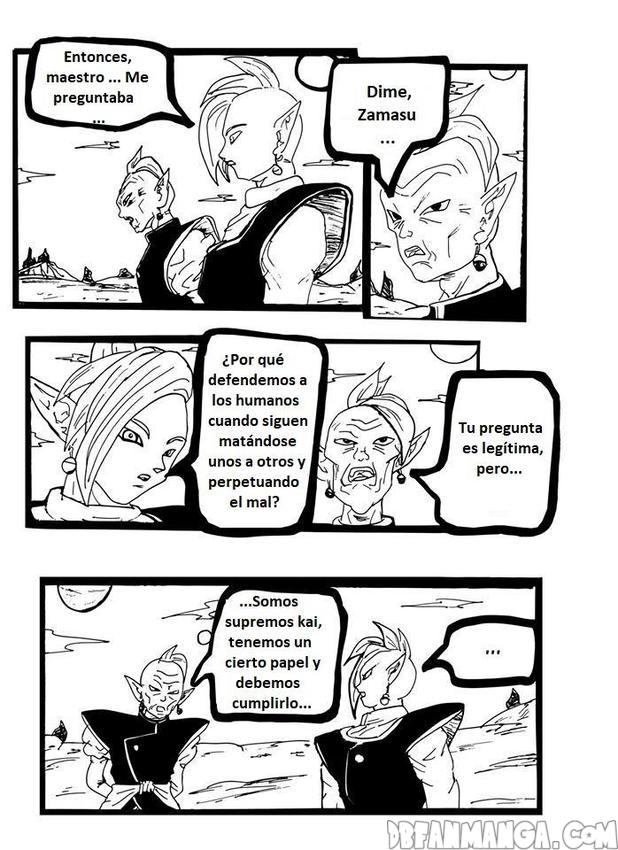 Entonces,
maestro ... Me
preguntaba
...
Dime,
Zamasu
...
¿Por qué
defendemos a
los humanos
cuando siguen
matándose
unos a otros y
perpetuando
el mal?
Tu pregunta
es legítima,
pero...
...Somos
supremos kai,
tenemos un
cierto papel y
debemos
cumplirlo...
...
DBFANMANGA.COM